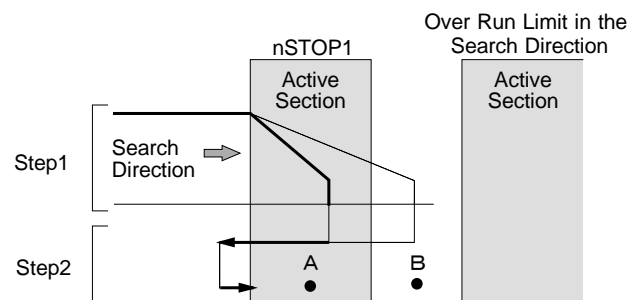 Over Run Limit in the
Search Direction
nSTOP1
Active
Section
Active
Section
Step1
Search
Direction
Step2
A
B